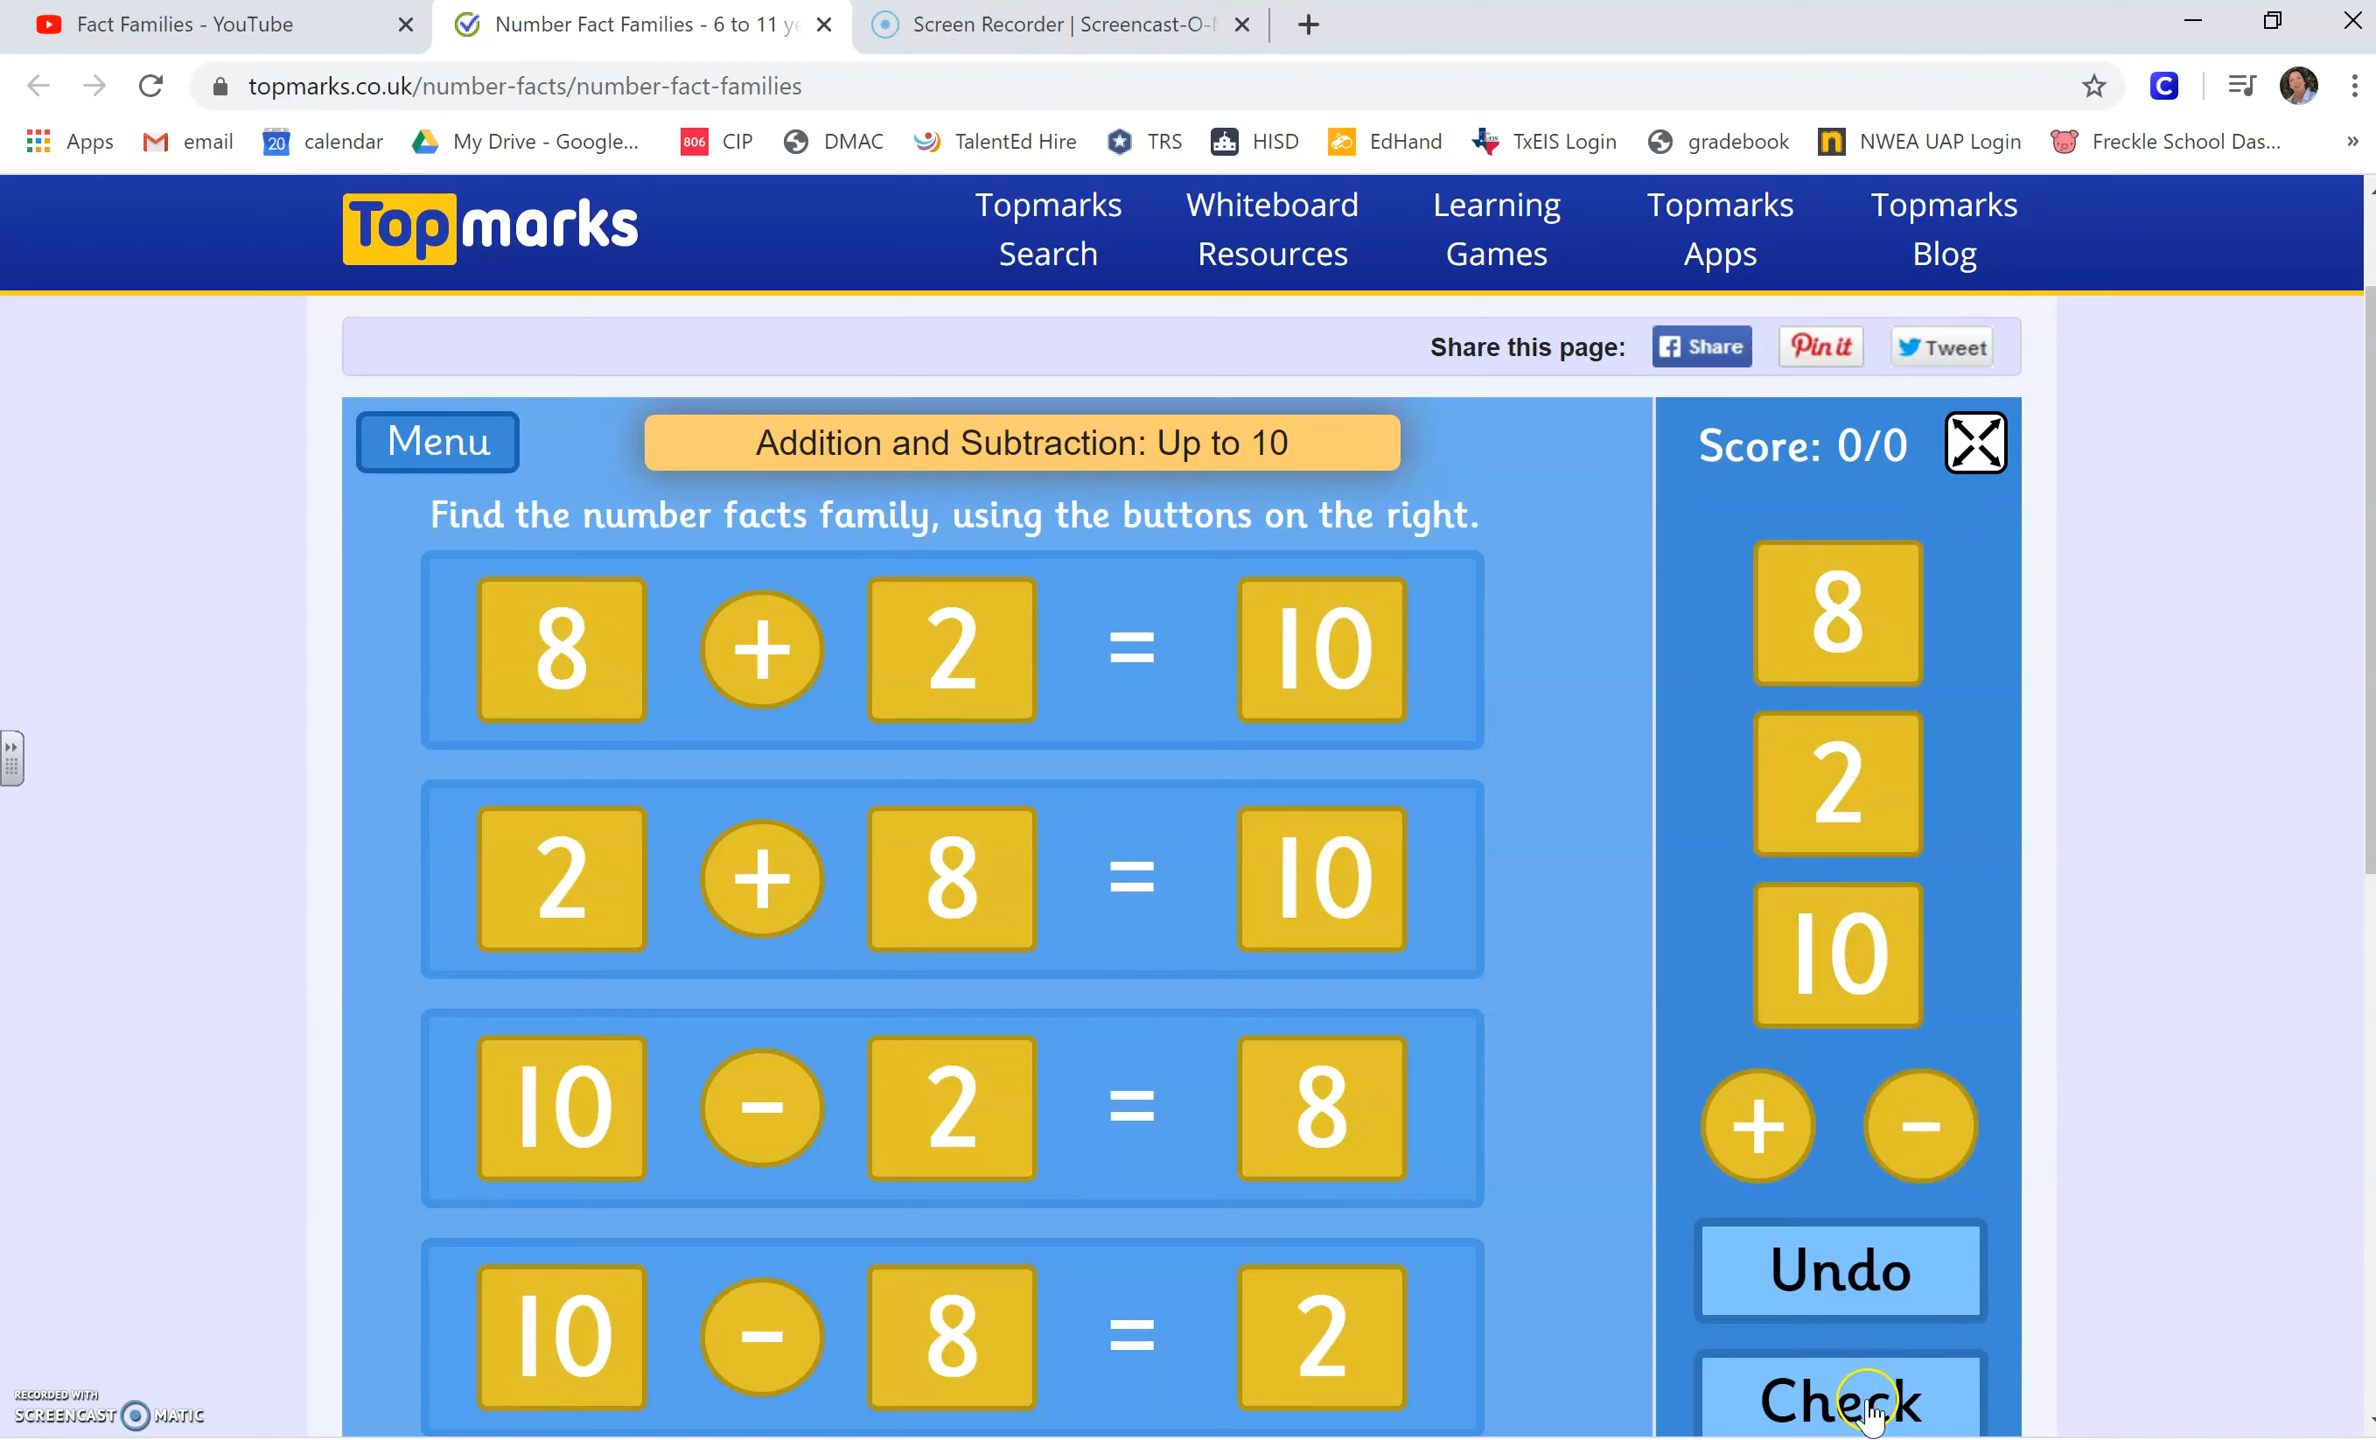 Fact Families - YouTube
Number Fact Families - 6 to 11 ye
Screen Recorder | Screencast-O-M
topmarks.co.uk/number-facts/number-fact-families
C
Apps
email
20
calendar
My Drive - Google...
806
CIP
DMAC
TalentEd Hire
TRS
HISD
EdHand
TxEIS Login
gradebook
NWEA UAP Login
Freckle School Das...
»
Topmarks
Topmarks Search
Whiteboard Resources
Learning Games
Topmarks Apps
Topmarks Blog
Share this page:
Share
Pin it
Tweet
Menu
Addition and Subtraction: Up to 10
Score: 0/0
Find the number facts family, using the buttons on the right.
8 + 2 = 10
2 + 8 = 10
10 - 2 = 8
10 - 8 = 2
8
2
10
+ -
Undo
Check
RECORDED WITH
SCREENCAST MATIC